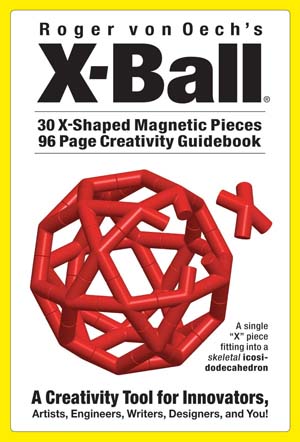 Roger von Oech's
X-Ball®
30 X-Shaped Magnetic Pieces
96 Page Creativity Guidebook
A single
"X" piece
fitting into a
skeletal icosi-
dodecahedron
A Creativity Tool for Innovators,
Artists, Engineers, Writers, Designers, and You!